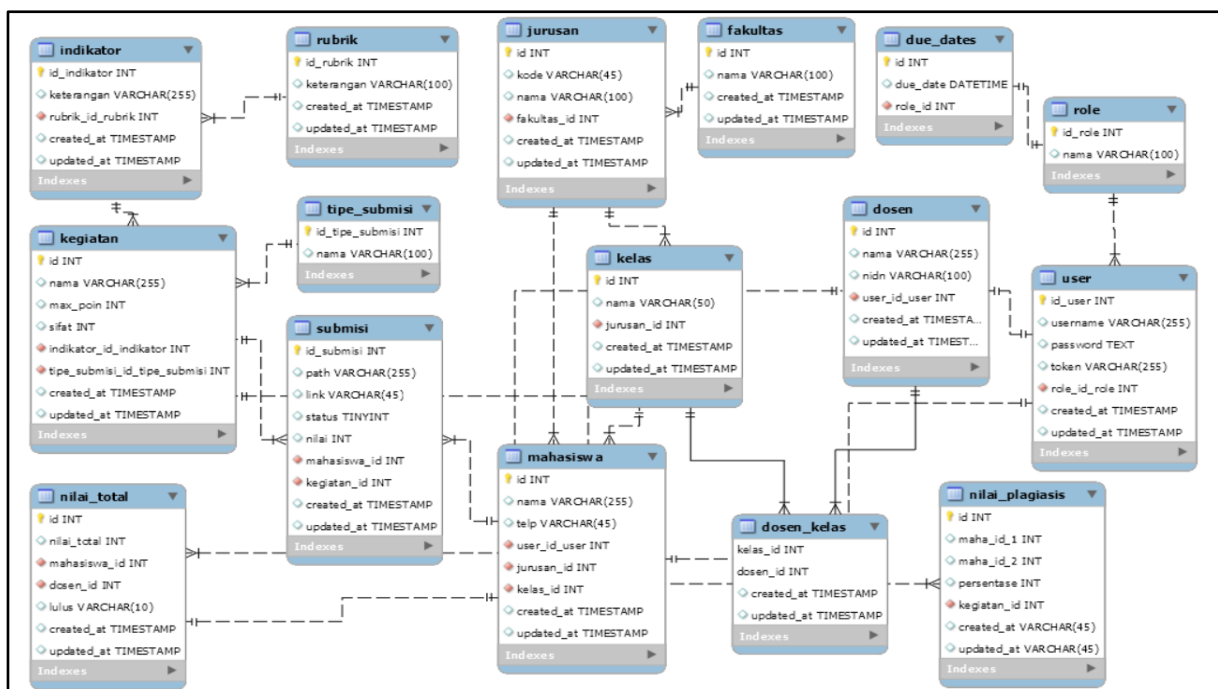 indikator
id_indikator INT
keterangan VARCHAR(255)
rubrik_id_rubrik INT
created_at TIMESTAMP
updated_at TIMESTAMP
Indexes
rubrik
id_rubrik INT
keterangan VARCHAR(100)
created_at TIMESTAMP
updated_at TIMESTAMP
Indexes
jurusan
id INT
kode VARCHAR(45)
nama VARCHAR(100)
fakultas_id INT
created_at TIMESTAMP
updated_at TIMESTAMP
Indexes
fakultas
id INT
nama VARCHAR(100)
created_at TIMESTAMP
updated_at TIMESTAMP
Indexes
due_dates
id INT
due_date DATETIME
role_id INT
Indexes
role
id_role INT
nama VARCHAR(100)
Indexes
kegiatan
id INT
nama VARCHAR(255)
max_poin INT
sifat INT
indikator_id_indikator INT
tipe_submisi_id_tipe_submisi INT
created_at TIMESTAMP
updated_at TIMESTAMP
Indexes
tipe_submisi
id_tipe_submisi INT
nama VARCHAR(100)
Indexes
kelas
id INT
nama VARCHAR(50)
jurusan_id INT
created_at TIMESTAMP
updated_at TIMESTAMP
Indexes
dosen
id INT
nama VARCHAR(255)
nidn VARCHAR(100)
user_id_user INT
created_at TIMESTA...
updated_at TIMEST...
Indexes
user
id_user INT
username VARCHAR(255)
password TEXT
token VARCHAR(255)
role_id_role INT
created_at TIMESTAMP
updated_at TIMESTAMP
Indexes
submisi
id_submisi INT
path VARCHAR(255)
link VARCHAR(45)
status TINYINT
nilai INT
mahasiswa_id INT
kegiatan_id INT
created_at TIMESTAMP
updated_at TIMESTAMP
Indexes
nilai_total
id INT
nilai_total INT
mahasiswa_id INT
dosen_id INT
lulus VARCHAR(10)
created_at TIMESTAMP
updated_at TIMESTAMP
Indexes
mahasiswa
id INT
nama VARCHAR(255)
telp VARCHAR(45)
user_id_user INT
jurusan_id INT
kelas_id INT
created_at TIMESTAMP
updated_at TIMESTAMP
Indexes
dosen_kelas
kelas_id INT
dosen_id INT
created_at TIMESTAMP
updated_at TIMESTAMP
Indexes
nilai_plagiasis
id INT
maha_id_1 INT
maha_id_2 INT
persentase INT
kegiatan_id INT
created_at VARCHAR(45)
updated_at VARCHAR(45)
Indexes